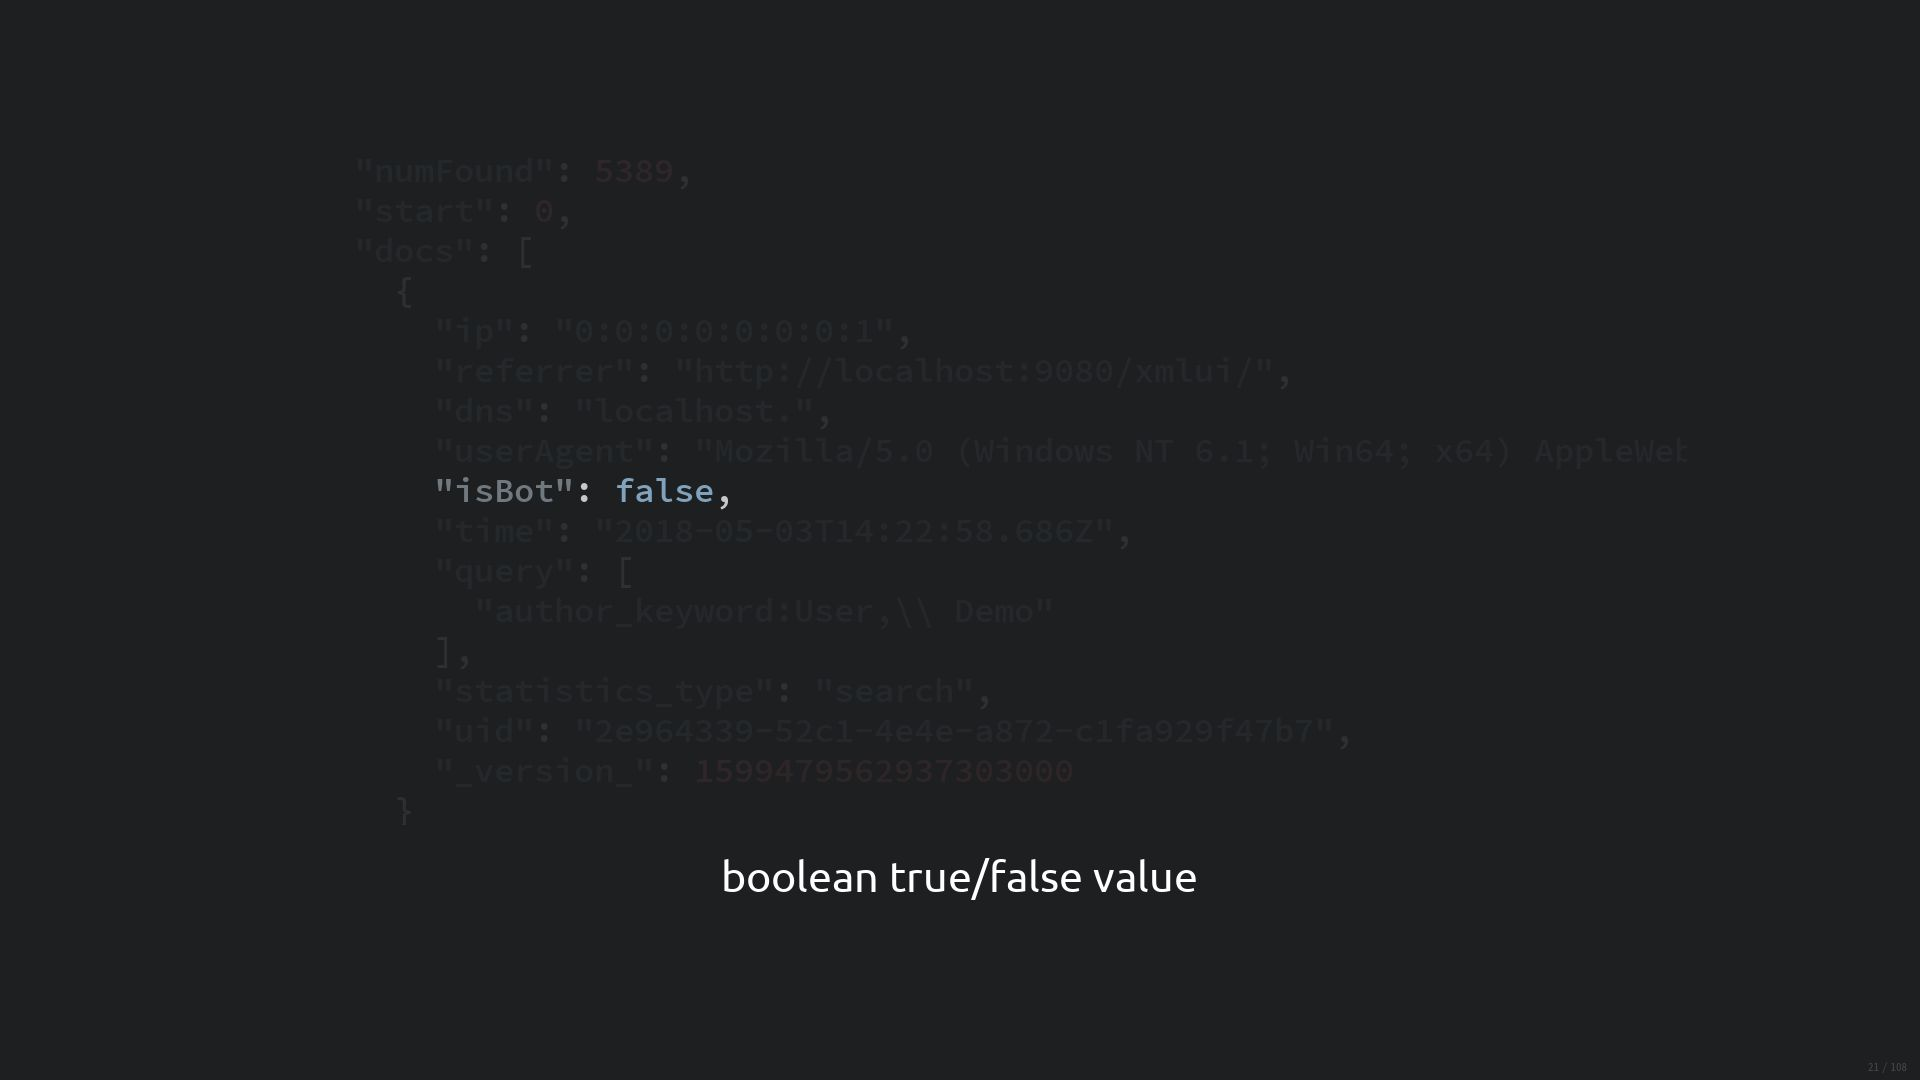 "numFound": 5389,
"start": 0,
"docs": [
{
"ip": "0:0:0:0:0:0:0:1",
"referrer": "http://localhost:9080/xmlui/",
"dns": "localhost.",
"userAgent": "Mozilla/5.0 (Windows NT 6.1; Win64; x64) AppleWeb
"isBot": false,
"time": "2018-05-03T14:22:58.686Z",
"query": [
"author_keyword:User,\\ Demo"
],
"statistics_type": "search",
"uid": "2e964339-52c1-4e4e-a872-c1fa929f47b7",
"_version_": 1599479562937303000
}
boolean true/false value
21 / 108